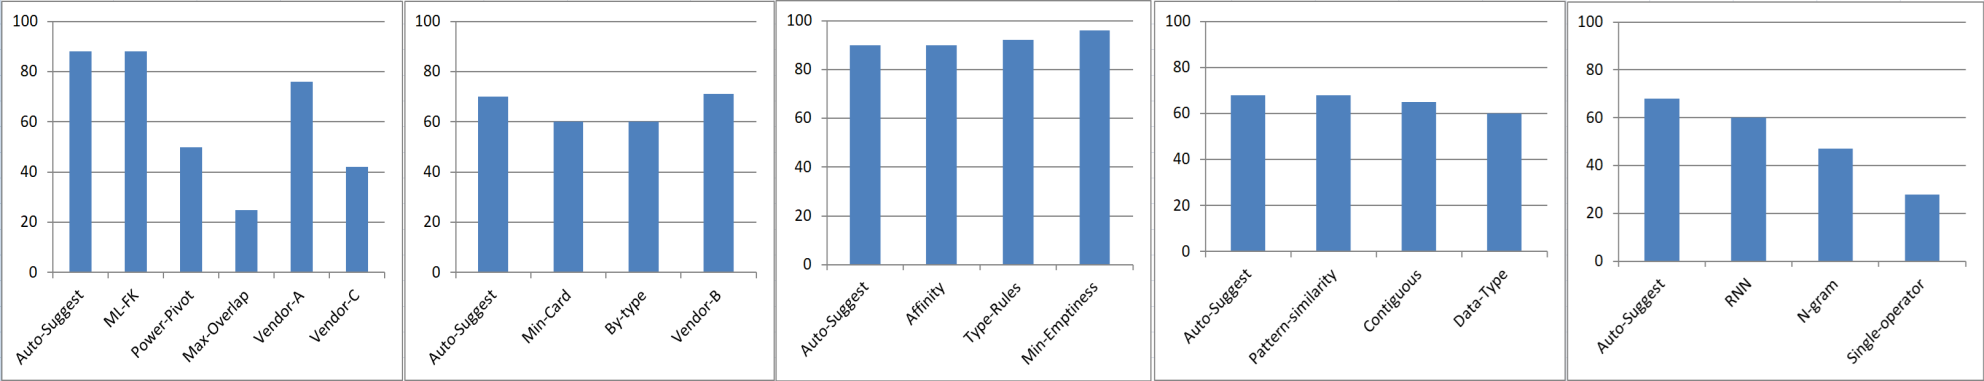 100
80
60
40
20
0
Auto-Suggest
ML-FK
Power-Pivot
Max-Overlap
Vendor-A
Vendor-C
100
80
60
40
20
0
Auto-Suggest
Min-Card
By-type
Vendor-B
100
80
60
40
20
0
Auto-Suggest
Affinity
Type-Rules
Min-Emptiness
100
80
60
40
20
0
Auto-Suggest
Pattern-similarity
Contiguous
Data-Type
100
80
60
40
20
0
Auto-Suggest
RNN
N-gram
Single-operator